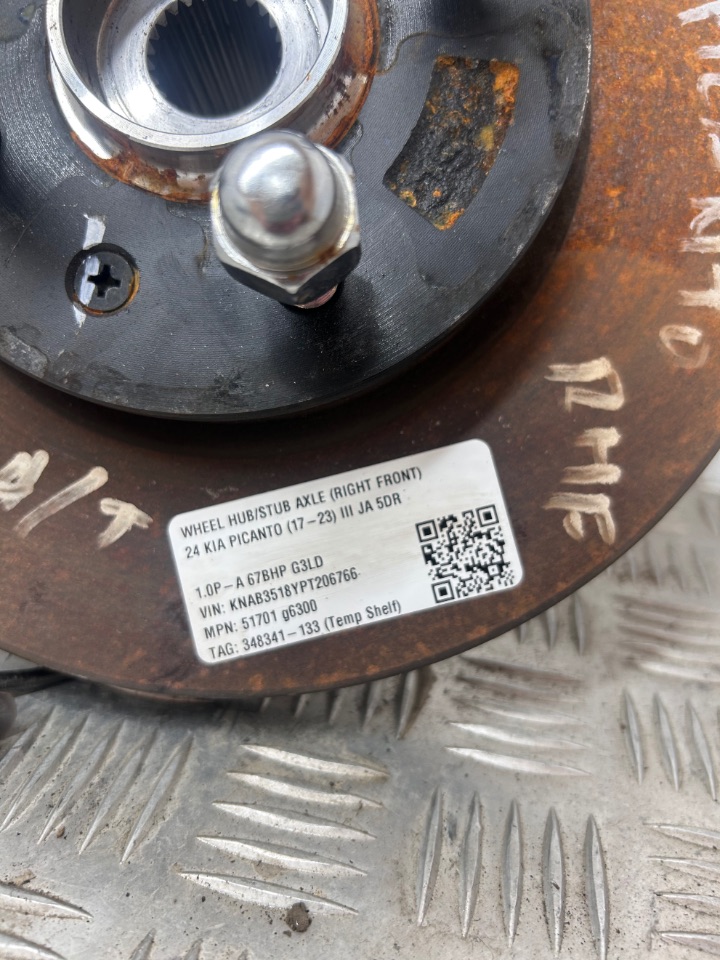 WHEEL HUB/STUB AXLE (RIGHT FRONT)
24 KIA PICANTO (17-23) III JA 5DR
1.0P-A 67BHP G3LD
VIN: KNAB3518YPT206766
MPN: 51701 g6300
TAG: 348341-133 (Temp Shelf)
A/T
RHF